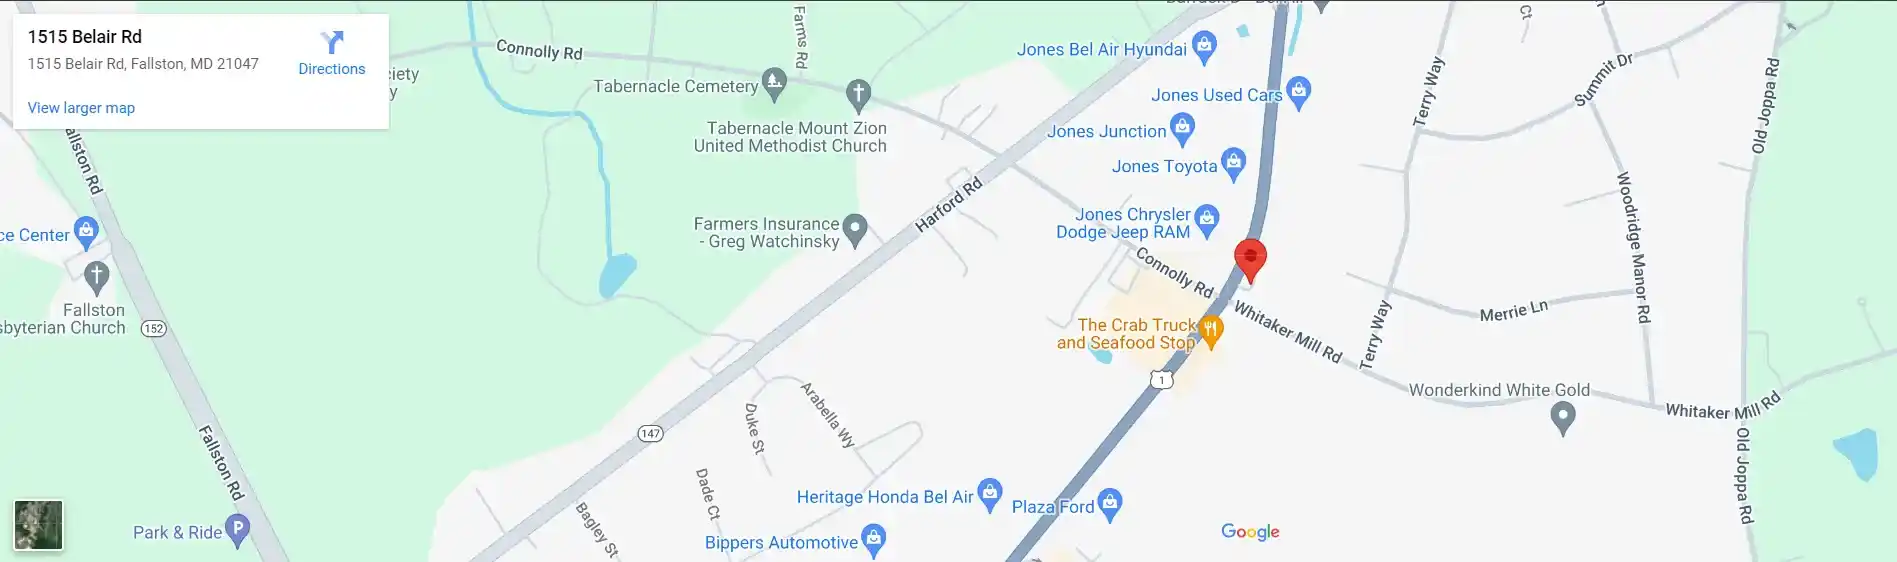 1515 Belair Rd
1515 Belair Rd, Fallston, MD 21047
Directions
View larger map
Connolly Rd
Farms Rd
Jones Bel Air Hyundai
Ct
Summit Dr
Old Joppa Rd
Terry Way
Tabernacle Cemetery
Jones Used Cars
Tabernacle Mount Zion
United Methodist Church
Jones Junction
Jones Toyota
Fallston Rd
Harford Rd
Woodridge Manor Rd
Farmers Insurance
- Greg Watchinsky
Jones Chrysler
Dodge Jeep RAM
ce Center
Connolly Rd
Fallston
sbyterian Church
152
The Crab Truck
and Seafood Stop
Whitaker Mill Rd
Merrie Ln
Terry Way
1
Wonderkind White Gold
Whitaker Mill Rd
Arabella Wy
Duke St
147
Fallston Rd
Old Joppa Rd
Dade Ct
Heritage Honda Bel Air
Plaza Ford
Bagley St
Park & Ride
P
Bippers Automotive
Google